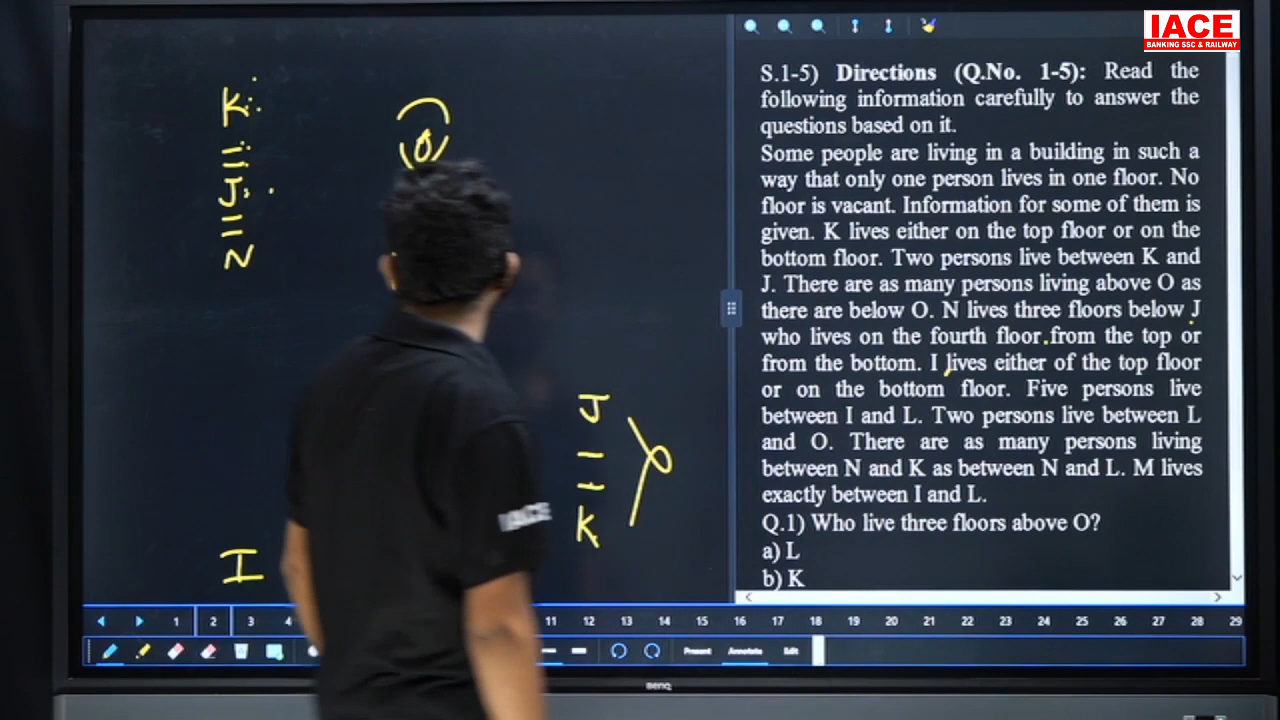 IACE
BANKING SSC & RAILWAY
K
J
N
I
O
J
K
S.1-5) Directions (Q.No. 1-5): Read the
following information carefully to answer the
questions based on it.
Some people are living in a building in such a
way that only one person lives in one floor. No
floor is vacant. Information for some of them is
given. K lives either on the top floor or on the
bottom floor. Two persons live between K and
J. There are as many persons living above O as
there are below O. N lives three floors below J
who lives on the fourth floor from the top or
from the bottom. I lives either of the top floor
or on the bottom floor. Five persons live
between I and L. Two persons live between L
and O. There are as many persons living
between N and K as between N and L. M lives
exactly between I and L.
Q.1) Who live three floors above O?
a) L
b) K
IACE
1 2 3 4 11 12 13 14 15 16 17 18 19 20 21 22 23 24 25 26 27 28 29
Present Annotate Edit
BenQ